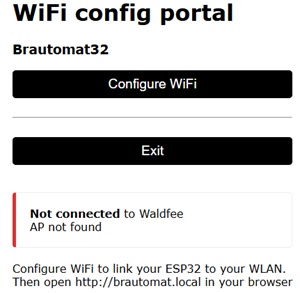 WiFi config portal
Brautomat32
Configure WiFi
Exit
Not connected to Waldfee
AP not found
Configure WiFi to link your ESP32 to your WLAN.
Then open http://brautomat.local in your browser